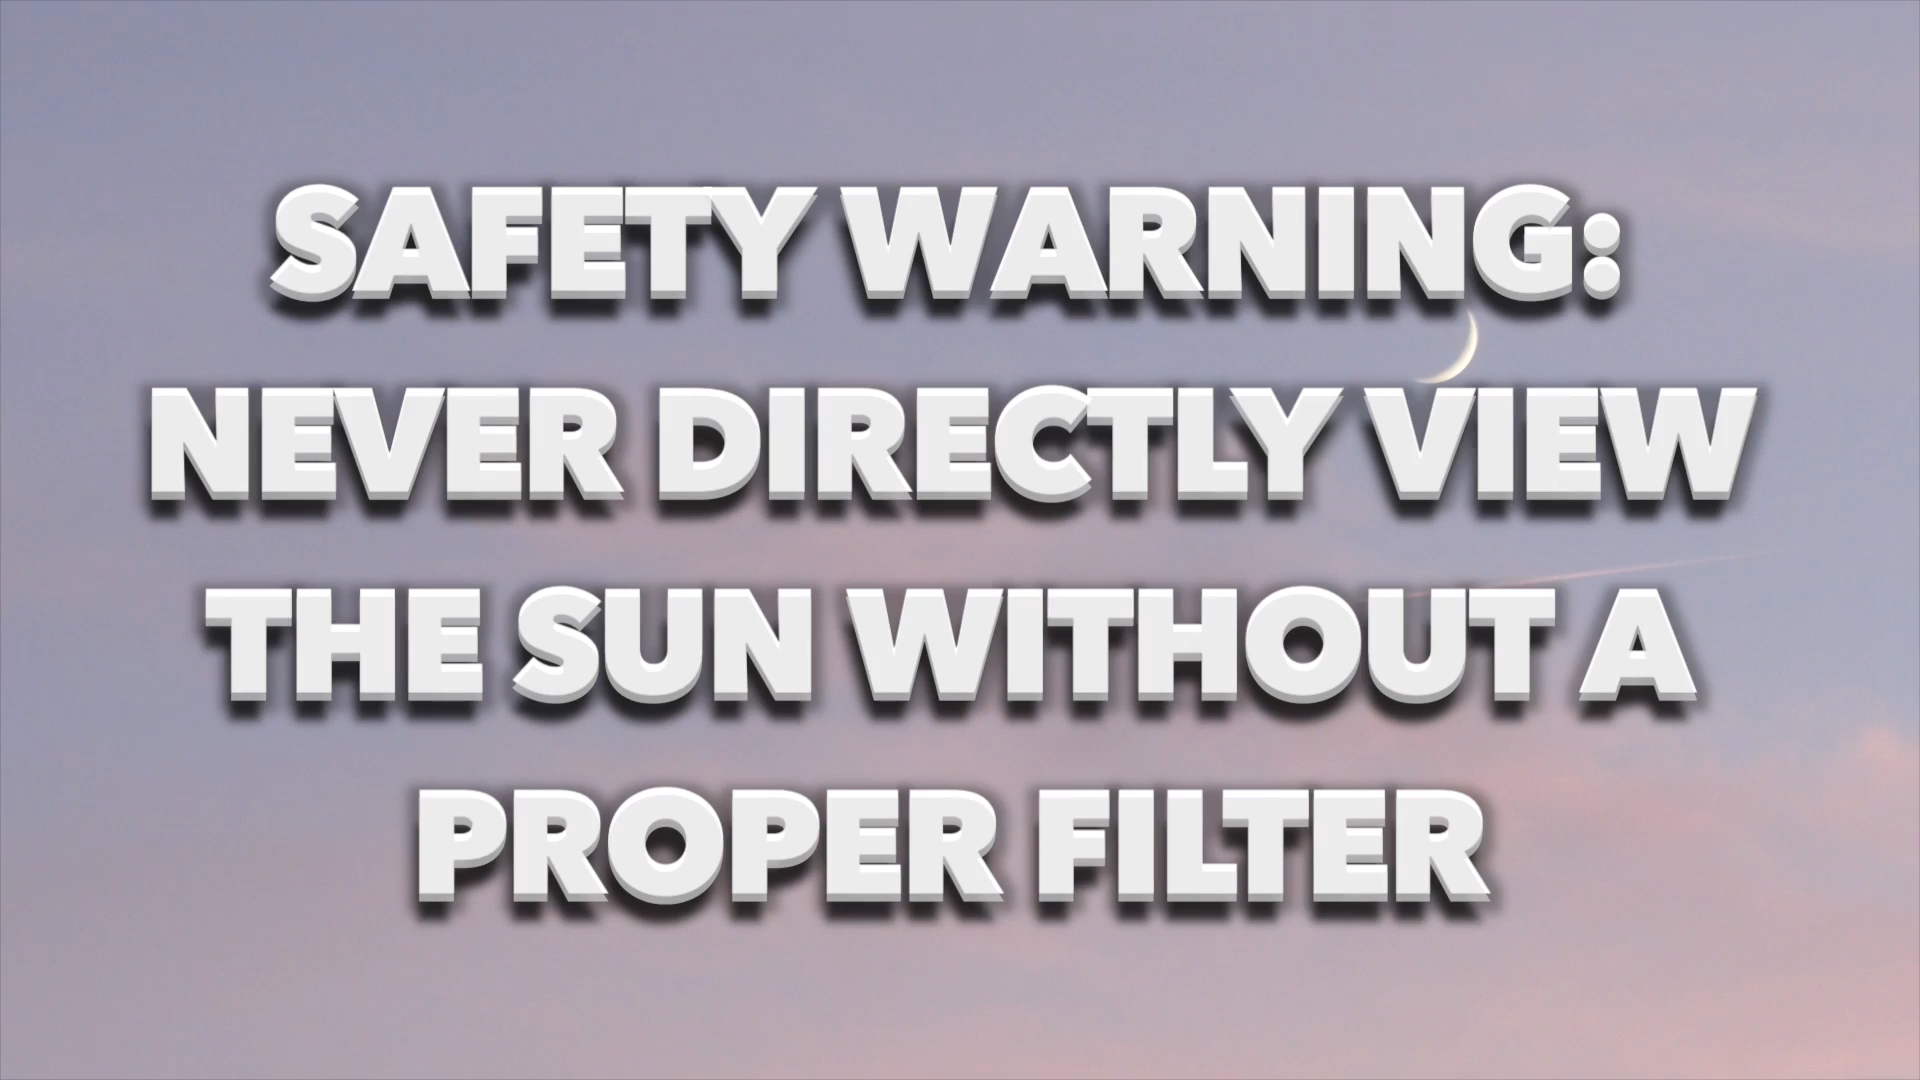 SAFETY WARNING:
NEVER DIRECTLY VIEW
THE SUN WITHOUT A
PROPER FILTER